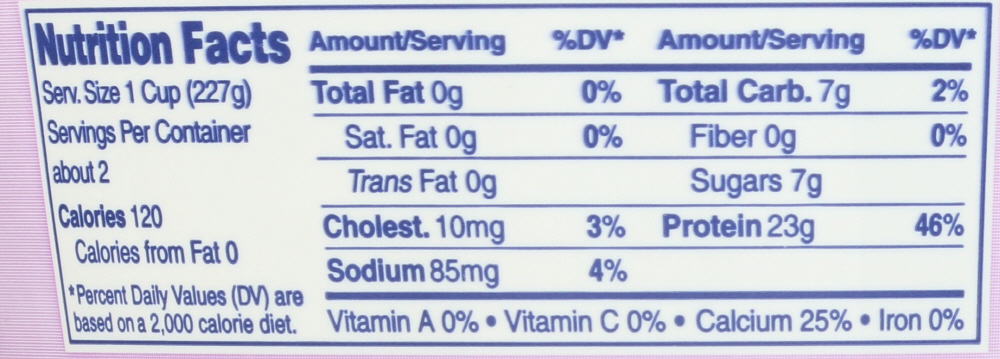 Nutrition Facts
Serv. Size 1 Cup (227g)
Servings Per Container
about 2
Calories 120
Calories from Fat 0
*Percent Daily Values (DV) are
based on a 2,000 calorie diet.
Amount/Serving %DV* Amount/Serving %DV*
Total Fat 0g 0% Total Carb. 7g 2%
Sat. Fat 0g 0% Fiber 0g 0%
Trans Fat 0g Sugars 7g
Cholest. 10mg 3% Protein 23g 46%
Sodium 85mg 4%
Vitamin A 0% • Vitamin C 0% • Calcium 25% • Iron 0%